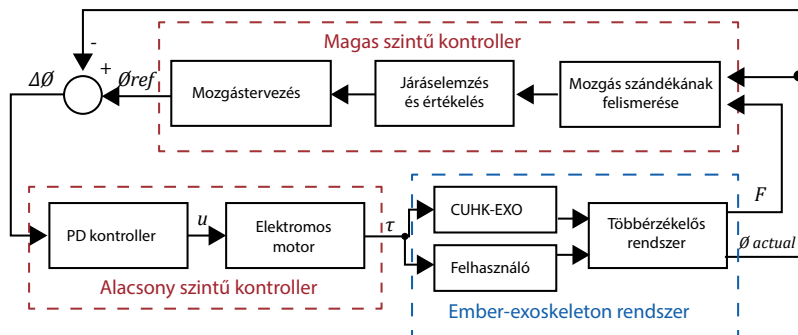 -
Magas szintű kontroller
ΔØ
+
Øref
Mozgástervezés
Járáselemzés
és értékelés
Mozgás szándékának
felismerése
PD kontroller
u
Elektromos
motor
τ
CUHK-EXO
Felhasználó
Többérzékelős
rendszer
F
Ø actual
Alacsony szintű kontroller
Ember-exoskeleton rendszer